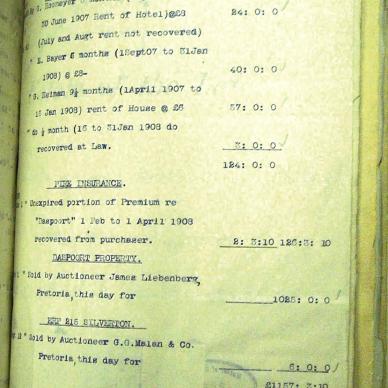 30 June 1907 Rent of Hotel)@£8 24: 0: 0
(July and Augt rent not recovered)
" E. Bayer 5 months (1Sept07 to 31Jan
1908) @ £8- 40: 0: 0
" G. Heiman 9½ months (1April 1907 to
15 Jan 1908) rent of House @ £6 57: 0: 0
" do ½ month (16 to 31Jan 1908 do
recovered at Law. 3: 0: 0
124: 0: 0
FIRE INSURANCE.
" Unexpired portion of Premium re
"Daspoort" 1 Feb to 1 April 1908
recovered from purchaser. 2: 3:10 126:3: 10
DASPOORT PROPERTY.
" Sold by Auctioneer James Liebenberg,
Pretoria, this day for 1025: 0: 0
ERF 215 SILVERTON.
" Sold by Auctioneer G.G.Malan & Co.
Pretoria, this day for 6: 0: 0
£1157: 3:10